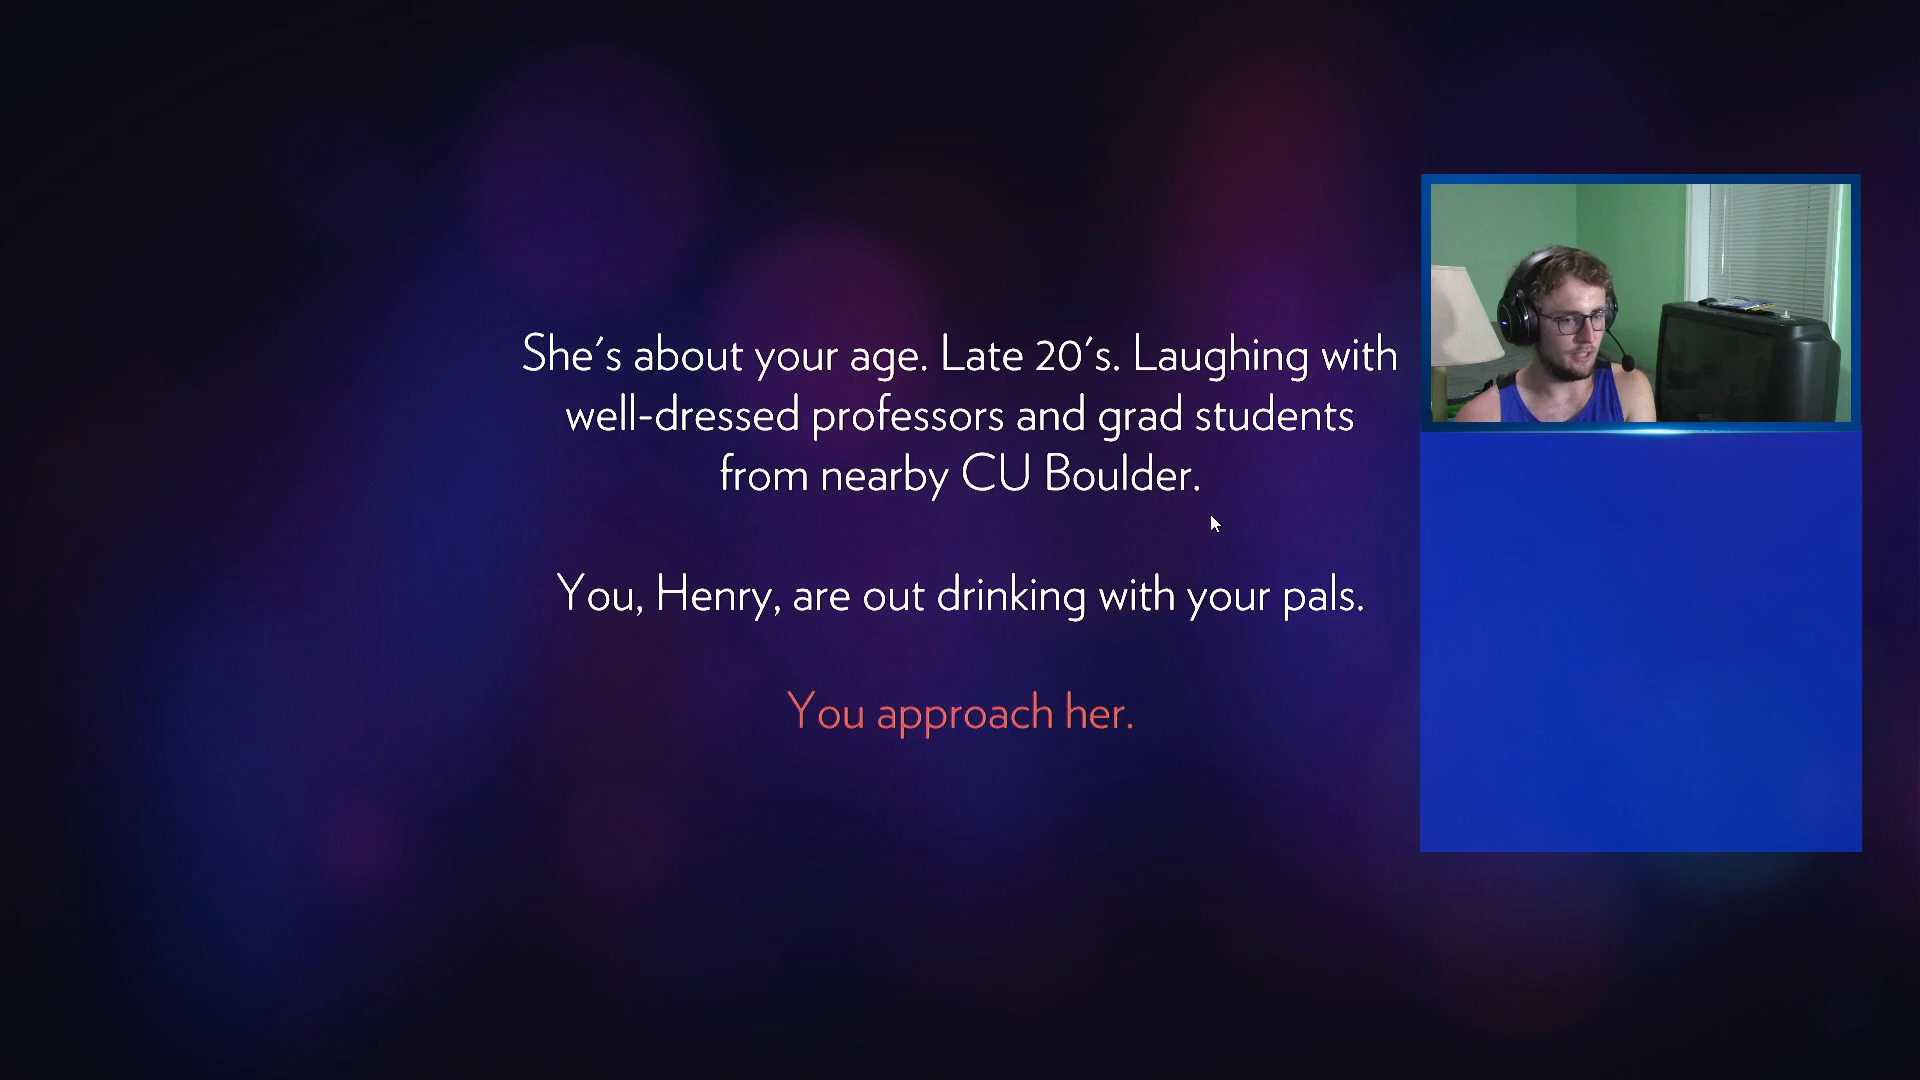 She's about your age. Late 20's. Laughing with
well-dressed professors and grad students
from nearby CU Boulder.
You, Henry, are out drinking with your pals.
You approach her.